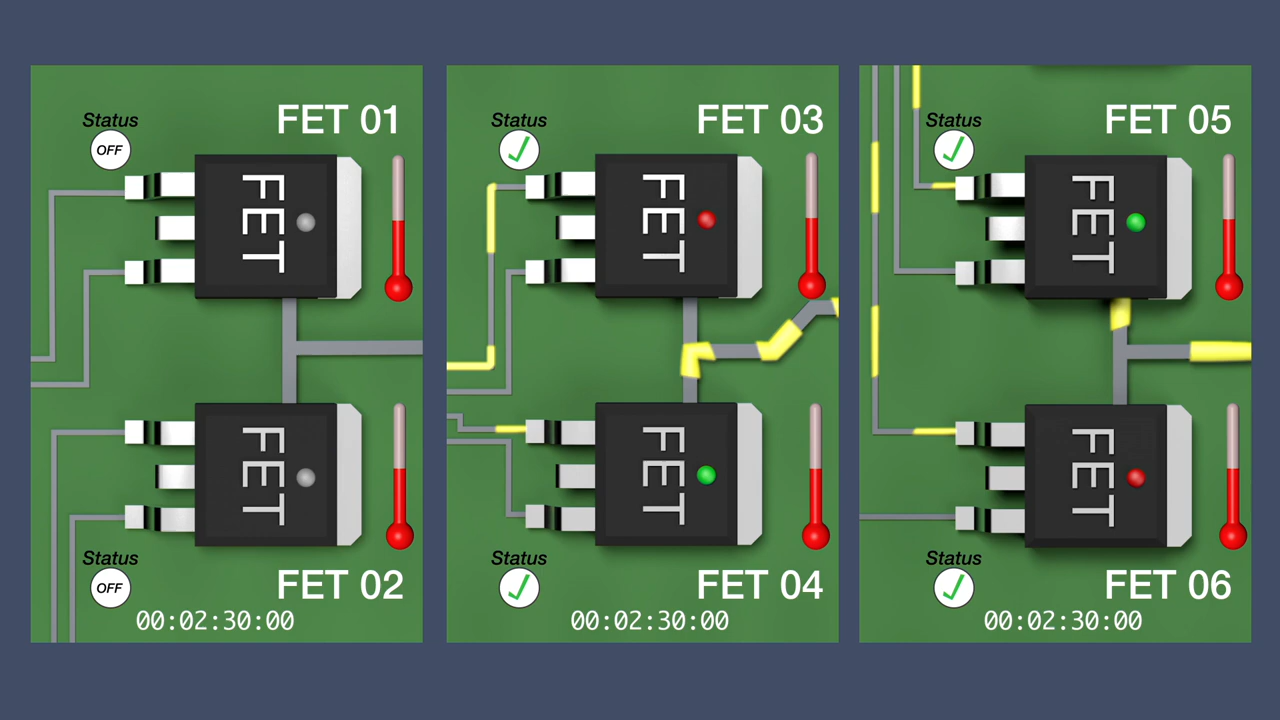 Status
OFF
FET 01
FET
FET
Status
OFF
FET 02
00:02:30:00
Status
FET 03
FET
FET
Status
FET 04
00:02:30:00
Status
FET 05
FET
FET
Status
FET 06
00:02:30:00